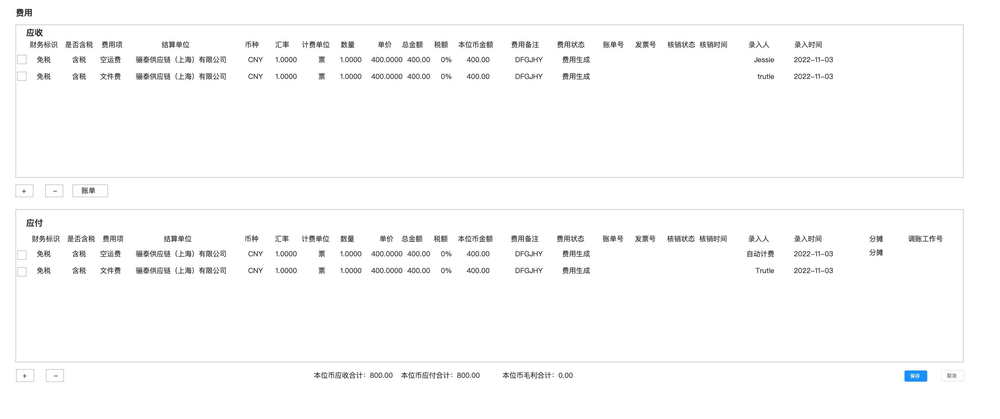 费用
应收
财务标识 是否含税 费用项 结算单位 币种 汇率 计费单位 数量 单价 总金额 税额 本位币金额 费用备注 费用状态 账单号 发票号 核销状态 核销时间 录入人 录入时间
免税 含税 空运费 骊泰供应链（上海）有限公司 CNY 1.0000 票 1.0000 400.0000 400.00 0% 400.00 DFGJHY 费用生成 Jessie 2022-11-03
免税 含税 文件费 骊泰供应链（上海）有限公司 CNY 1.0000 票 1.0000 400.0000 400.00 0% 400.00 DFGJHY 费用生成 trutle 2022-11-03
+ - 账单
应付
财务标识 是否含税 费用项 结算单位 币种 汇率 计费单位 数量 单价 总金额 税额 本位币金额 费用备注 费用状态 账单号 发票号 核销状态 核销时间 录入人 录入时间 分摊 调账工作号
免税 含税 空运费 骊泰供应链（上海）有限公司 CNY 1.0000 票 1.0000 400.0000 400.00 0% 400.00 DFGJHY 费用生成 自动计费 2022-11-03 分摊
免税 含税 文件费 骊泰供应链（上海）有限公司 CNY 1.0000 票 1.0000 400.0000 400.00 0% 400.00 DFGJHY 费用生成 Trutle 2022-11-03
+ - 本位币应收合计：800.00 本位币应付合计：800.00 本位币毛利合计：0.00 保存 取消